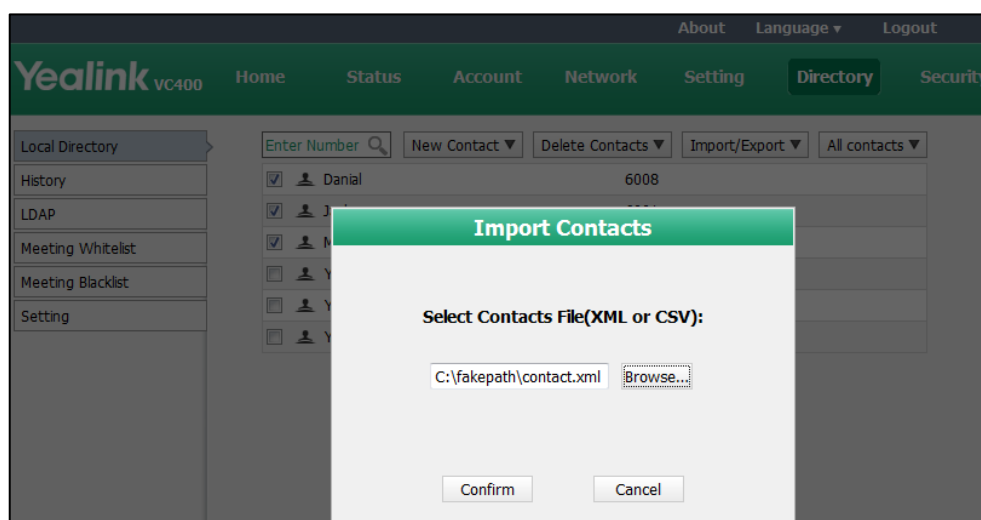 About Language ▼ Logout
Yealink VC400 Home Status Account Network Setting Directory
Local Directory Enter Number New Contact ▼ Delete Contacts ▼ Import/Export ▼ All contacts ▼
History Danial 6008
LDAP
Import Contacts
Meeting Whitelist
Meeting Blacklist
Setting
Select Contacts File(XML or CSV):
C:\fakepath\contact.xml Browse...
Confirm Cancel